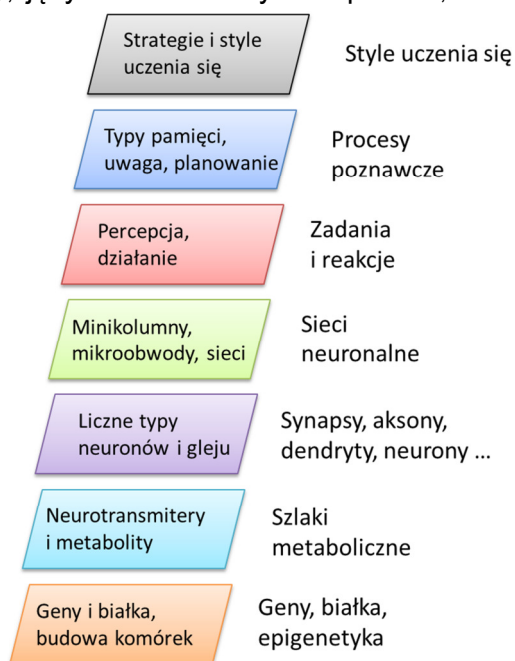 Strategie i style
uczenia się
Style uczenia się
Typy pamięci,
uwaga, planowanie
Procesy
poznawcze
Percepcja,
działanie
Zadania
i reakcje
Minikolumny,
mikroobwody, sieci
Sieci
neuronalne
Liczne typy
neuronów i gleju
Synapsy, aksony,
dendryty, neurony ...
Neurotransmitery
i metabolity
Szlaki
metaboliczne
Geny i białka,
budowa komórek
Geny, białka,
epigenetyka